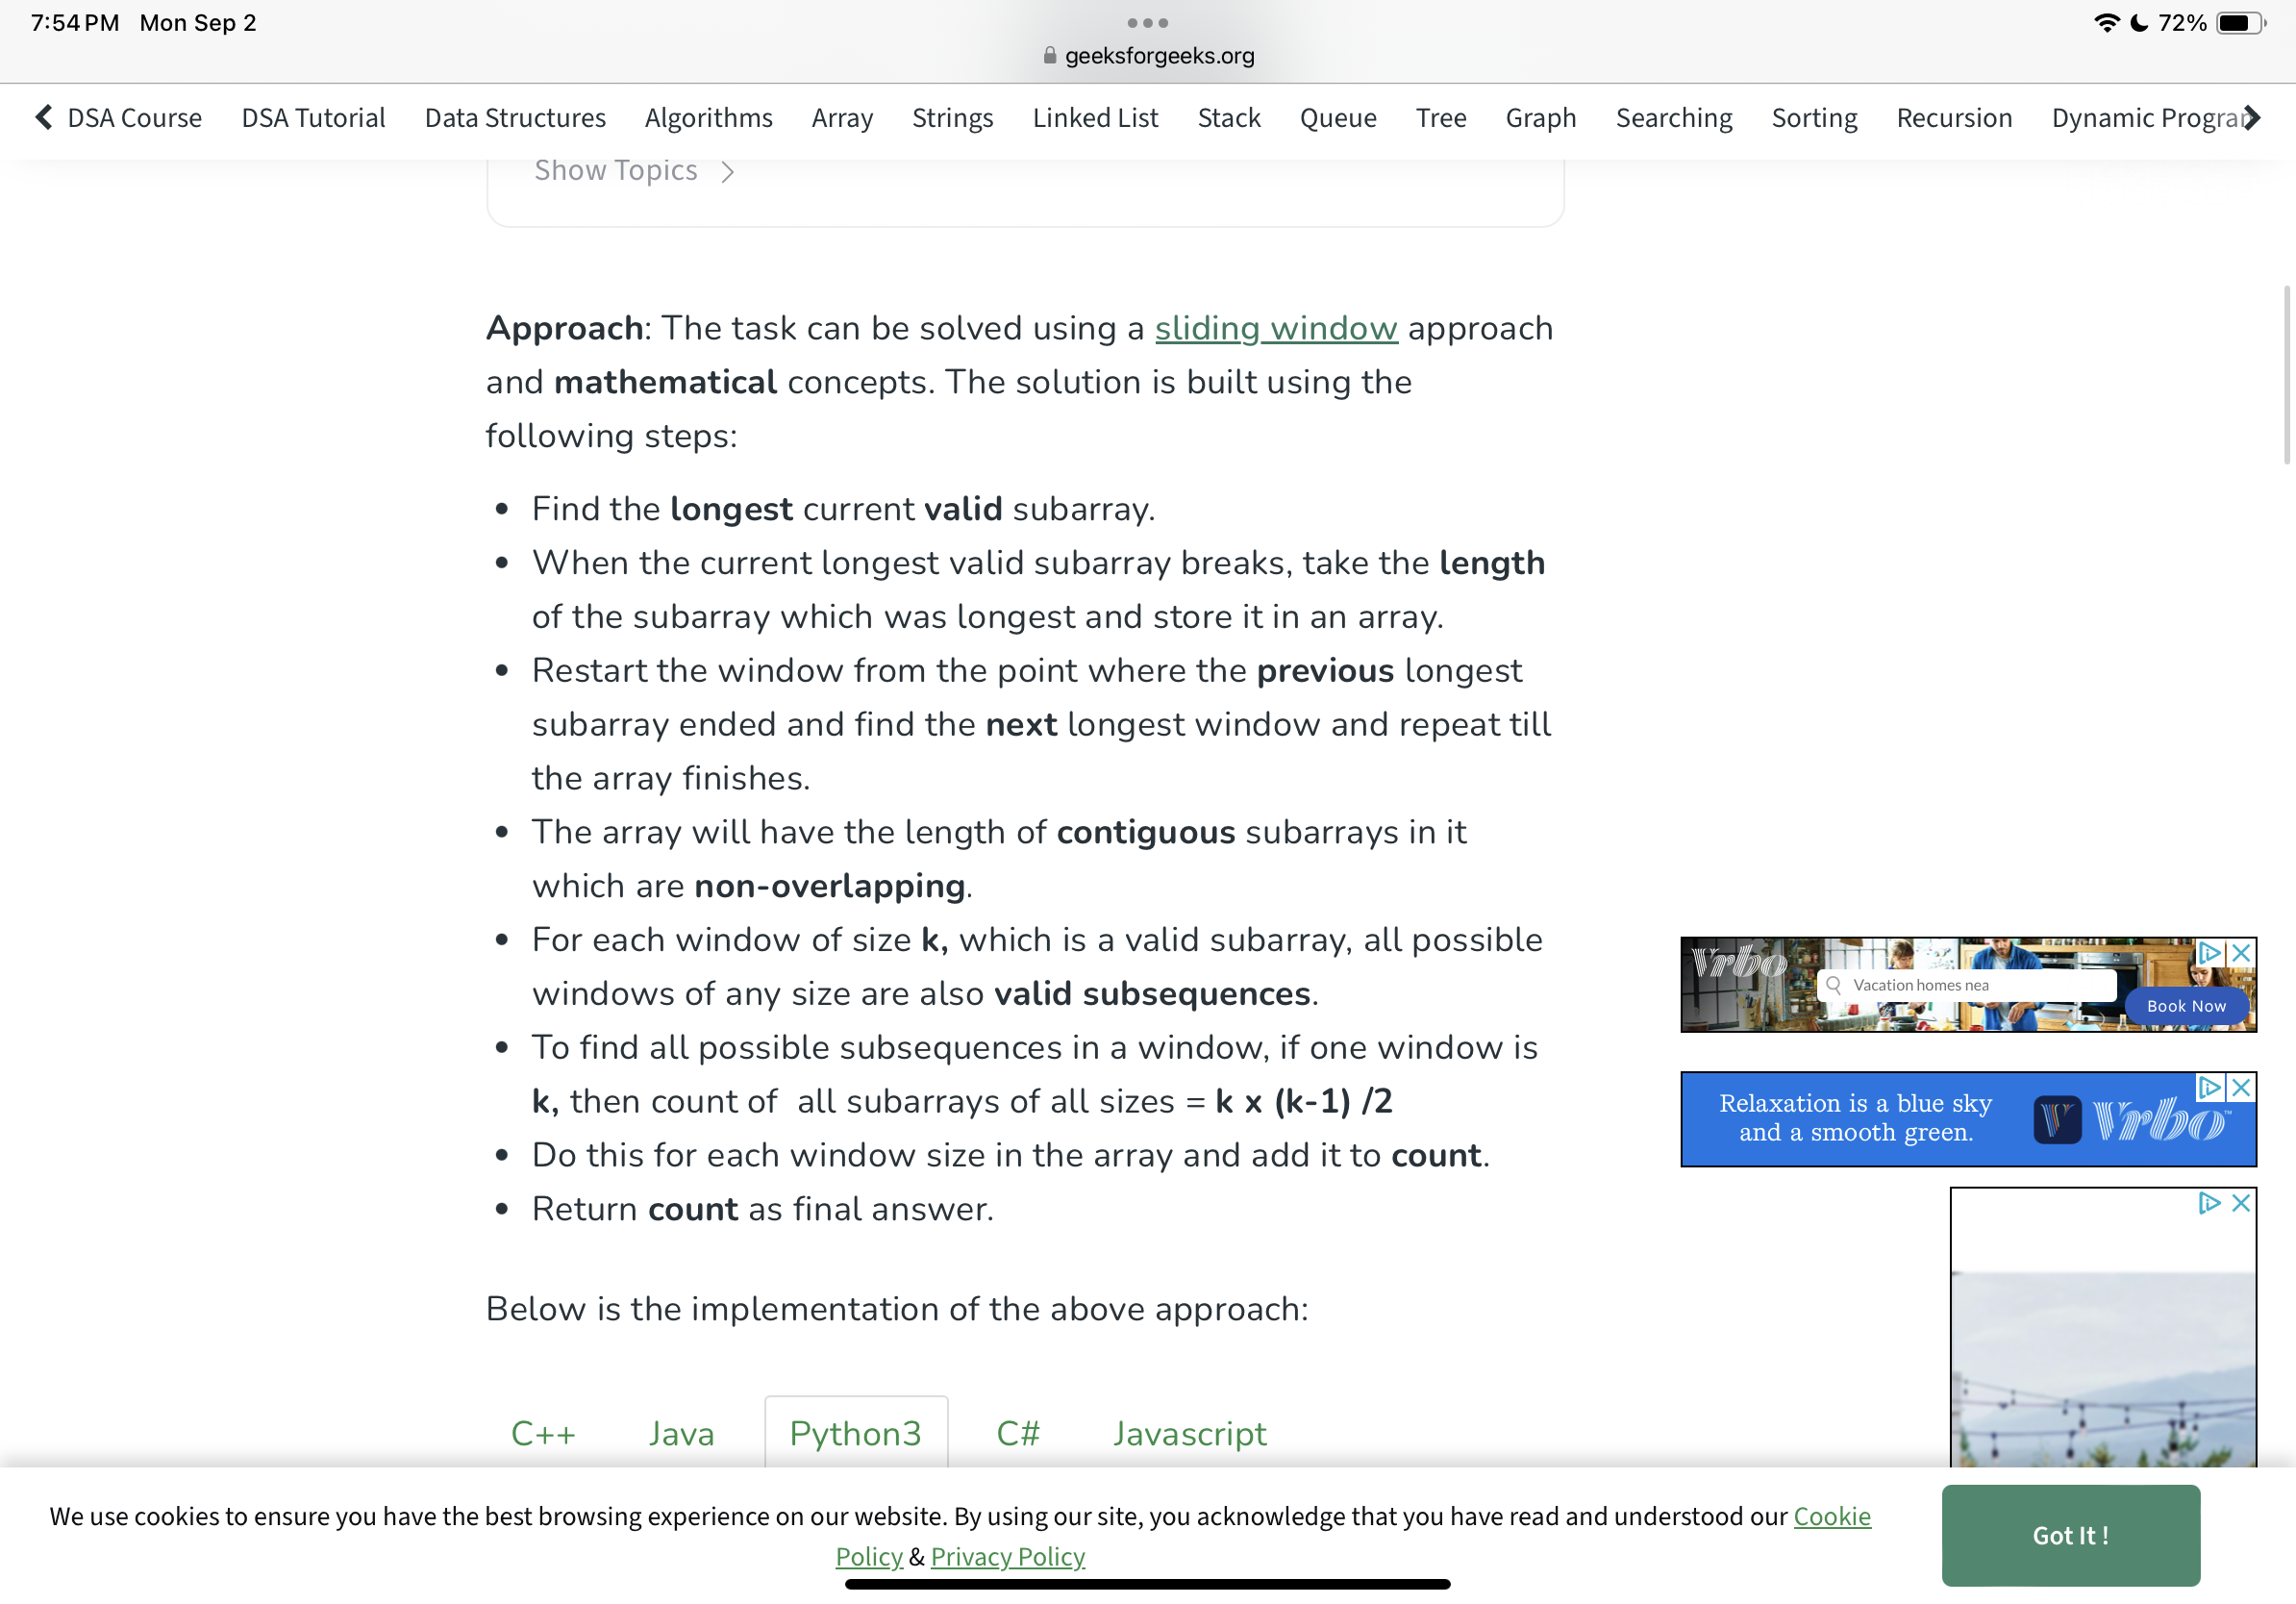 7:54 PM Mon Sep 2
72%
geeksforgeeks.org
DSA Course DSA Tutorial Data Structures Algorithms Array Strings Linked List Stack Queue Tree Graph Searching Sorting Recursion Dynamic Progra
Show Topics
Approach: The task can be solved using a sliding window approach
and mathematical concepts. The solution is built using the
following steps:
• Find the longest current valid subarray.
• When the current longest valid subarray breaks, take the length
of the subarray which was longest and store it in an array.
• Restart the window from the point where the previous longest
subarray ended and find the next longest window and repeat till
the array finishes.
• The array will have the length of contiguous subarrays in it
which are non-overlapping.
• For each window of size k, which is a valid subarray, all possible
windows of any size are also valid subsequences.
• To find all possible subsequences in a window, if one window is
k, then count of all subarrays of all sizes = k x (k-1) /2
• Do this for each window size in the array and add it to count.
• Return count as final answer.
Below is the implementation of the above approach:
C++ Java Python3 C# Javascript
Vrbo
Vacation homes nea
Book Now
Relaxation is a blue sky
and a smooth green.
Vrbo™
We use cookies to ensure you have the best browsing experience on our website. By using our site, you acknowledge that you have read and understood our Cookie
Policy & Privacy Policy
Got It !